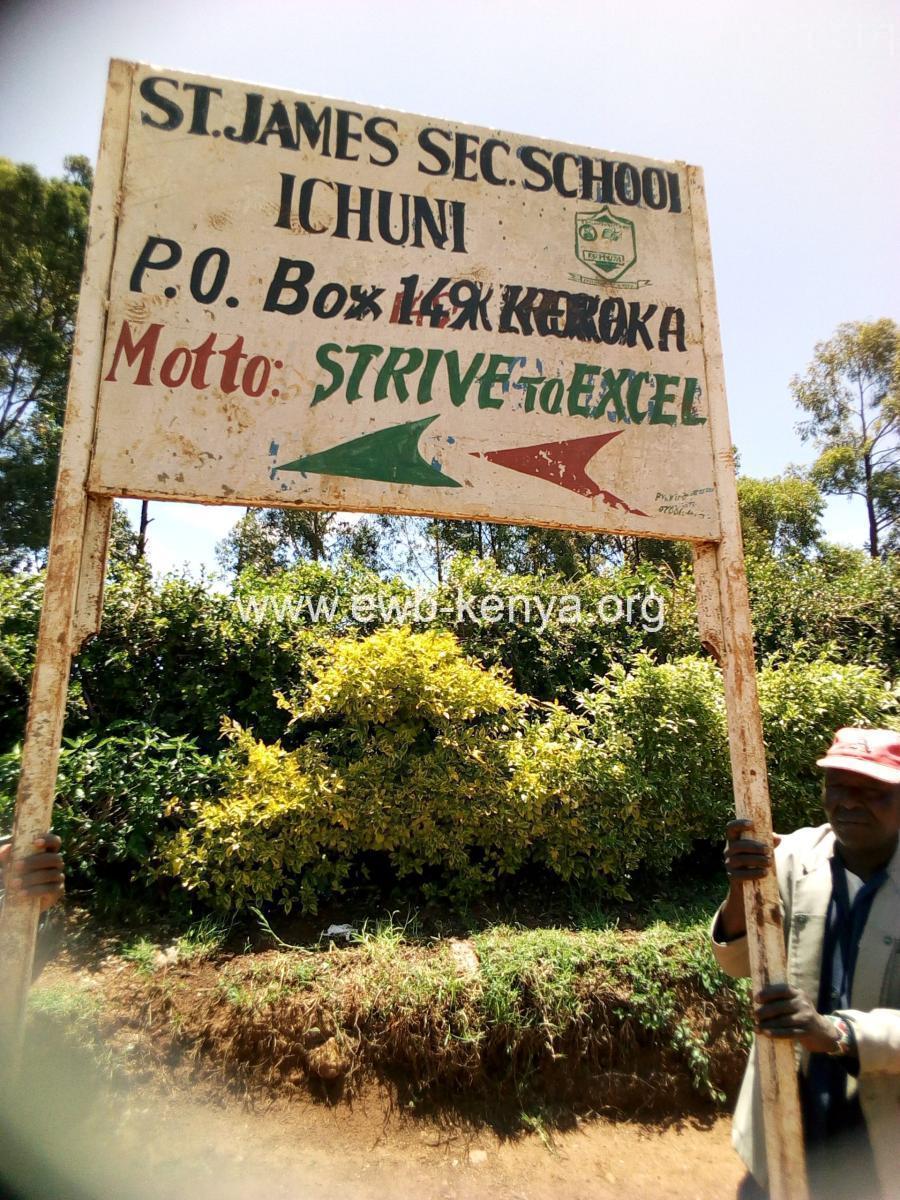 ST. JAMES SEC. SCHOOL
ICHUNI
P.O. Box 149 KEROKA
Motto: STRIVE TO EXCEL
www.ewb-kenya.org